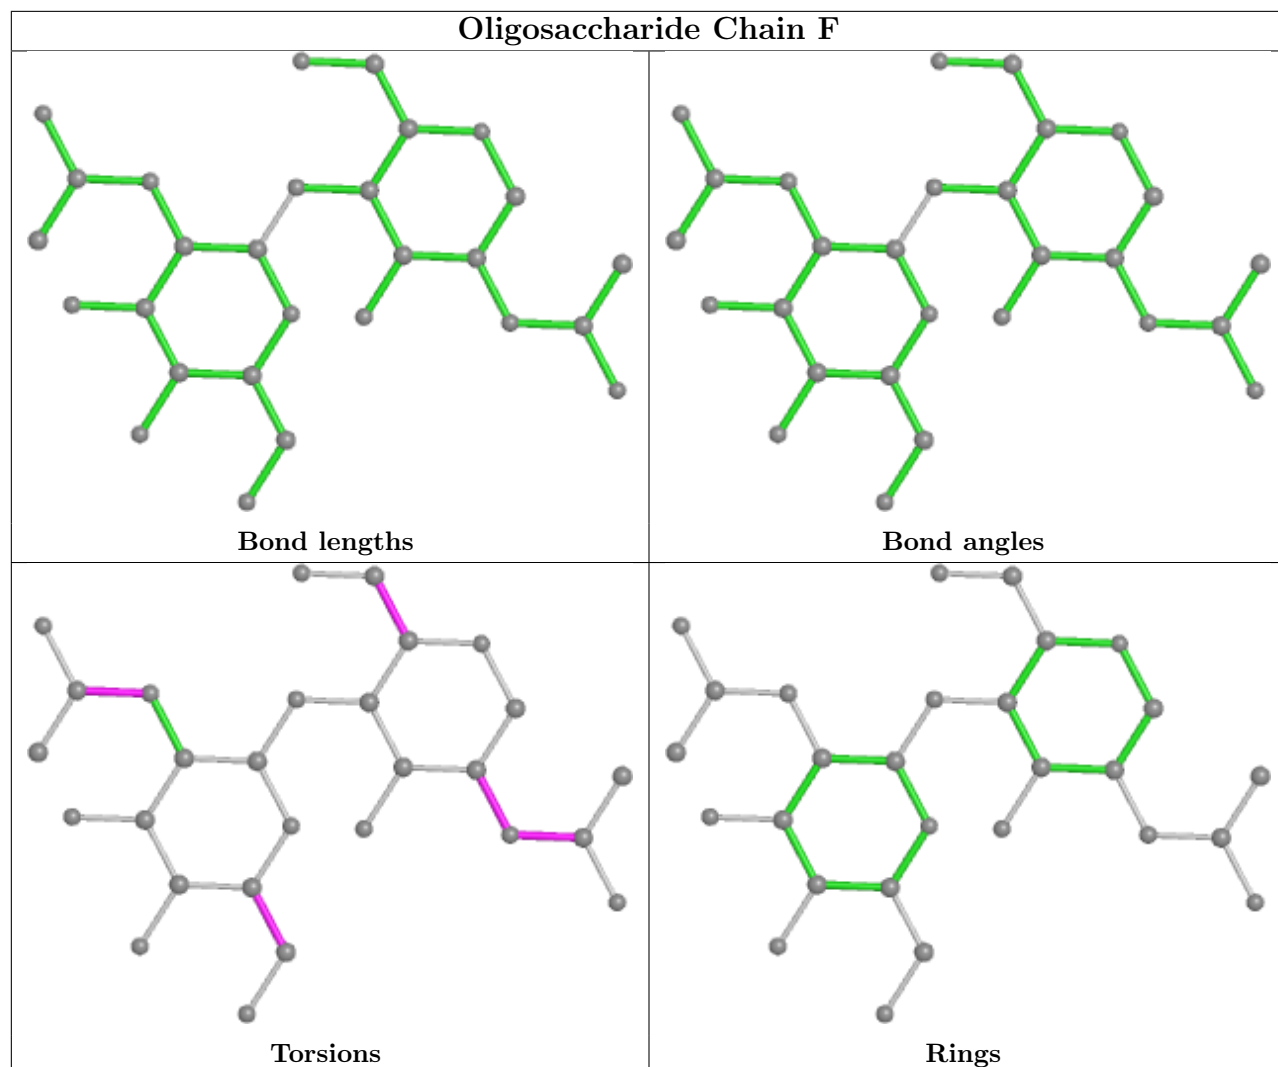 Oligosaccharide Chain F
Bond lengths
Bond angles
Torsions
Rings